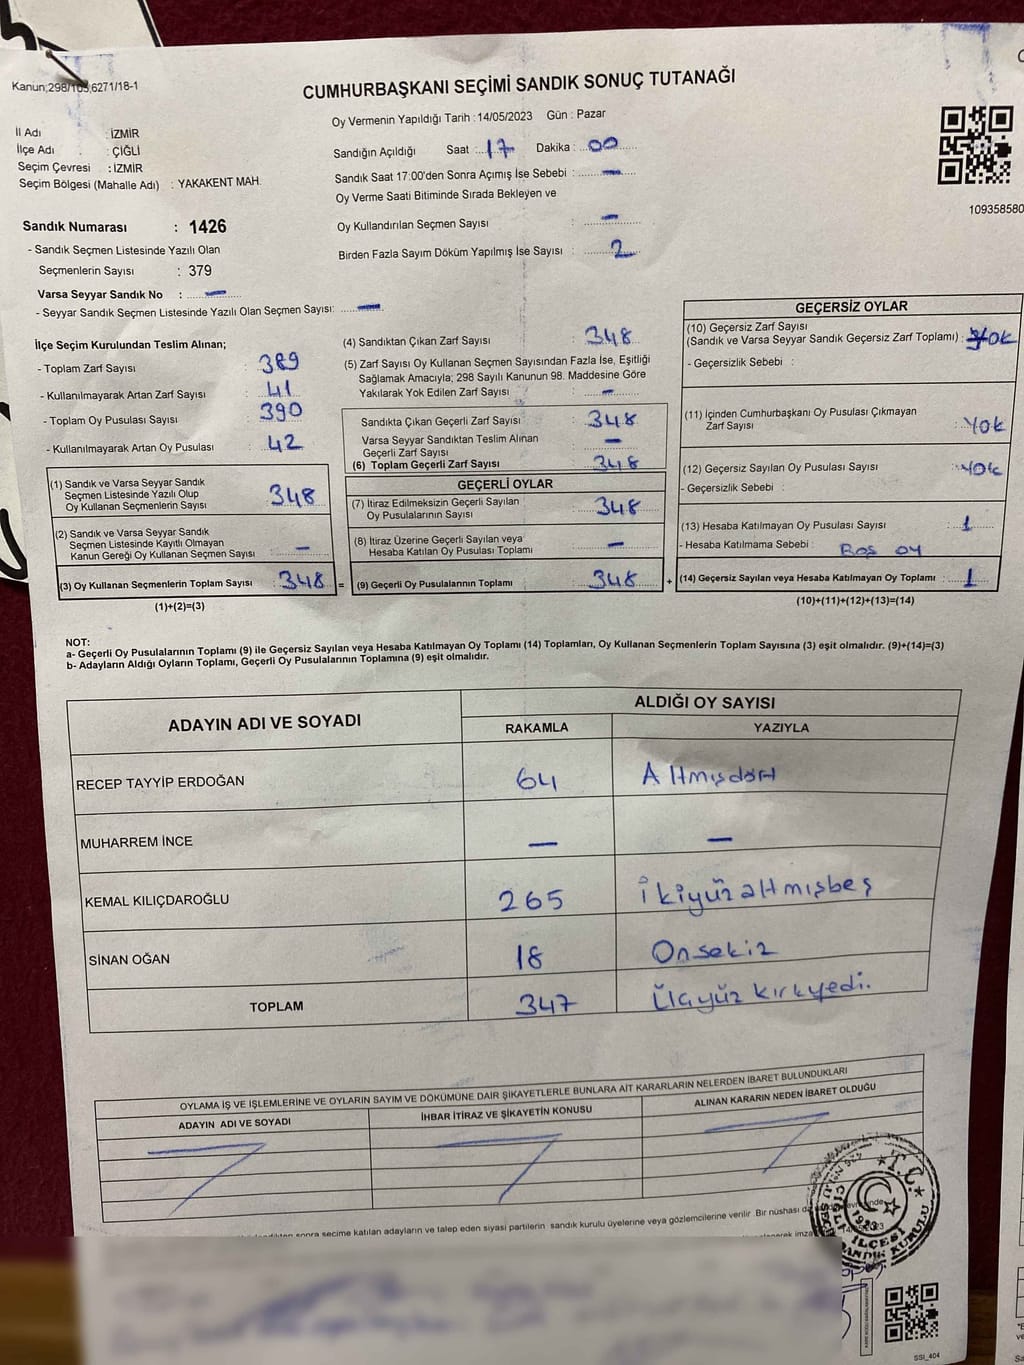 Kanun;298/103,6271/18-1
CUMHURBAŞKANI SEÇİMİ SANDIK SONUÇ TUTANAĞI
İl Adı : İZMİR
İlçe Adı : ÇİĞLİ
Seçim Çevresi : İZMİR
Seçim Bölgesi (Mahalle Adı) : YAKAKENT MAH.
Sandık Numarası : 1426
- Sandık Seçmen Listesinde Yazılı Olan
Seçmenlerin Sayısı : 379
Varsa Seyyar Sandık No : —
- Seyyar Sandık Seçmen Listesinde Yazılı Olan Seçmen Sayısı: —
Oy Vermenin Yapıldığı Tarih : 14/05/2023 Gün : Pazar
Sandığın Açıldığı Saat : 17 Dakika : 00
Sandık Saat 17:00'den Sonra Açımış İse Sebebi : —
Oy Verme Saati Bitiminde Sırada Bekleyen ve
Oy Kullandırılan Seçmen Sayısı : —
Birden Fazla Sayım Döküm Yapılmış İse Sayısı : 2
109358580
İlçe Seçim Kurulundan Teslim Alınan;
- Toplam Zarf Sayısı : 389
- Kullanılmayarak Artan Zarf Sayısı : 41
- Toplam Oy Pusulası Sayısı : 390
- Kullanılmayarak Artan Oy Pusulası : 42
(1) Sandık ve Varsa Seyyar Sandık
Seçmen Listesinde Yazılı Olup
Oy Kullanan Seçmenlerin Sayısı 348
(2) Sandık ve Varsa Seyyar Sandık
Seçmen Listesinde Kayıtlı Olmayan
Kanun Gereği Oy Kullanan Seçmen Sayısı —
(3) Oy Kullanan Seçmenlerin Toplam Sayısı 348
(1)+(2)=(3)
(4) Sandıktan Çıkan Zarf Sayısı : 348
(5) Zarf Sayısı Oy Kullanan Seçmen Sayısından Fazla İse, Eşitliği
Sağlamak Amacıyla; 298 Sayılı Kanunun 98. Maddesine Göre
Yakılarak Yok Edilen Zarf Sayısı : —
Sandıkta Çıkan Geçerli Zarf Sayısı : 348
Varsa Seyyar Sandıktan Teslim Alınan
Geçerli Zarf Sayısı : —
(6) Toplam Geçerli Zarf Sayısı 348
GEÇERLİ OYLAR
(7) İtiraz Edilmeksizin Geçerli Sayılan
Oy Pusulalarının Sayısı 348
(8) İtiraz Üzerine Geçerli Sayılan veya
Hesaba Katılan Oy Pusulası Toplamı —
= (9) Geçerli Oy Pusulalarının Toplamı 348
GEÇERSİZ OYLAR
(10) Geçersiz Zarf Sayısı
(Sandık ve Varsa Seyyar Sandık Geçersiz Zarf Toplamı) : Yok
- Geçersizlik Sebebi :
(11) İçinden Cumhurbaşkanı Oy Pusulası Çıkmayan
Zarf Sayısı : Yok
(12) Geçersiz Sayılan Oy Pusulası Sayısı : Yok
- Geçersizlik Sebebi :
(13) Hesaba Katılmayan Oy Pusulası Sayısı : 1
- Hesaba Katılmama Sebebi : Boş oy
+ (14) Geçersiz Sayılan veya Hesaba Katılmayan Oy Toplamı : 1
(10)+(11)+(12)+(13)=(14)
NOT:
a- Geçerli Oy Pusulalarının Toplamı (9) ile Geçersiz Sayılan veya Hesaba Katılmayan Oy Toplamı (14) Toplamları, Oy Kullanan Seçmenlerin Toplam Sayısına (3) eşit olmalıdır. (9)+(14)=(3)
b- Adayların Aldığı Oyların Toplamı, Geçerli Oy Pusulalarının Toplamına (9) eşit olmalıdır.
ADAYIN ADI VE SOYADI
ALDIĞI OY SAYISI
RAKAMLA YAZIYLA
RECEP TAYYİP ERDOĞAN 64 Altmışdört
MUHARREM İNCE — —
KEMAL KILIÇDAROĞLU 265 İkiyüzaltmışbeş
SİNAN OĞAN 18 Onsekiz
TOPLAM 347 Üçyüz kırkyedi.
OYLAMA İŞ VE İŞLEMLERİNE VE OYLARIN SAYIM VE DÖKÜMÜNE DAİR ŞİKAYETLERLE BUNLARA AİT KARARLARIN NELERDEN İBARET BULUNDUKLARI
ADAYIN ADI VE SOYADI İHBAR İTİRAZ VE ŞİKAYETİN KONUSU ALINAN KARARIN NEDEN İBARET OLDUĞU
sonra seçime katılan adayların ve talep eden siyasi partilerin sandık kurulu üyelerine veya gözlemcilerine verilir. Bir nüshası
T.C.
ÇİĞLİ
İLÇESİ
SANDIK KURULU
SSİ_404